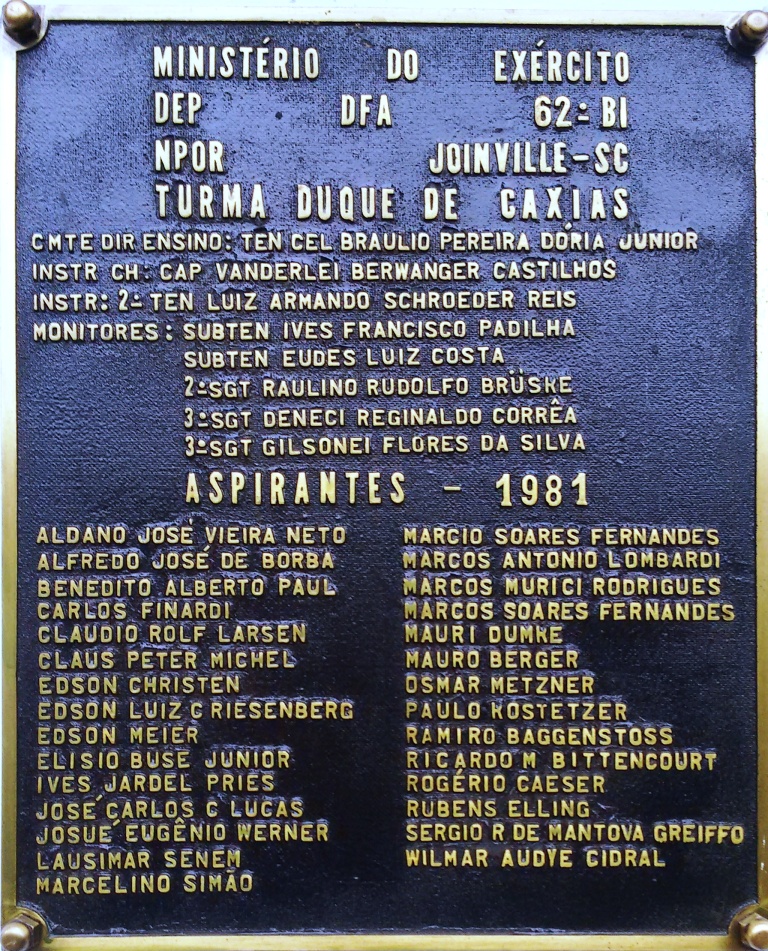 MINISTÉRIO DO EXÉRCITO
DEP DFA 62º BI
NPOR JOINVILLE-SC
TURMA DUQUE DE CAXIAS
CMTE DIR ENSINO: TEN CEL BRAULIO PEREIRA DÓRIA JUNIOR
INSTR CH: CAP VANDERLEI BERWANGER CASTILHOS
INSTR: 2º TEN LUIZ ARMANDO SCHROEDER REIS
MONITORES: SUBTEN IVES FRANCISCO PADILHA
SUBTEN EUDES LUIZ COSTA
2ºSGT RAULINO RUDOLFO BRÜSKE
3ºSGT DENECI REGINALDO CORRÊA
3ºSGT GILSONEI FLORES DA SILVA
ASPIRANTES - 1981
ALDANO JOSÉ VIEIRA NETO
ALFREDO JOSÉ DE BORBA
BENEDITO ALBERTO PAUL
CARLOS FINARDI
CLAUDIO ROLF LARSEN
CLAUS PETER MICHEL
EDSON CHRISTEN
EDSON LUIZ C RIESENBERG
EDSON MEIER
ELISIO BUSE JUNIOR
IVES JARDEL PRIES
JOSÉ CARLOS C LUCAS
JOSUÉ EUGÊNIO WERNER
LAUSIMAR SENEM
MARCELINO SIMÃO
MARCIO SOARES FERNANDES
MARCOS ANTONIO LOMBARDI
MARCOS MURICI RODRIGUES
MARCOS SOARES FERNANDES
MAURI DUMKE
MAURO BERGER
OSMAR METZNER
PAULO KOSTETZER
RAMIRO BAGGENSTOSS
RICARDO M BITTENCOURT
ROGÉRIO CAESER
RUBENS ELLING
SERGIO R DE MANTOVA GREIFFO
WILMAR AUDYE CIDRAL